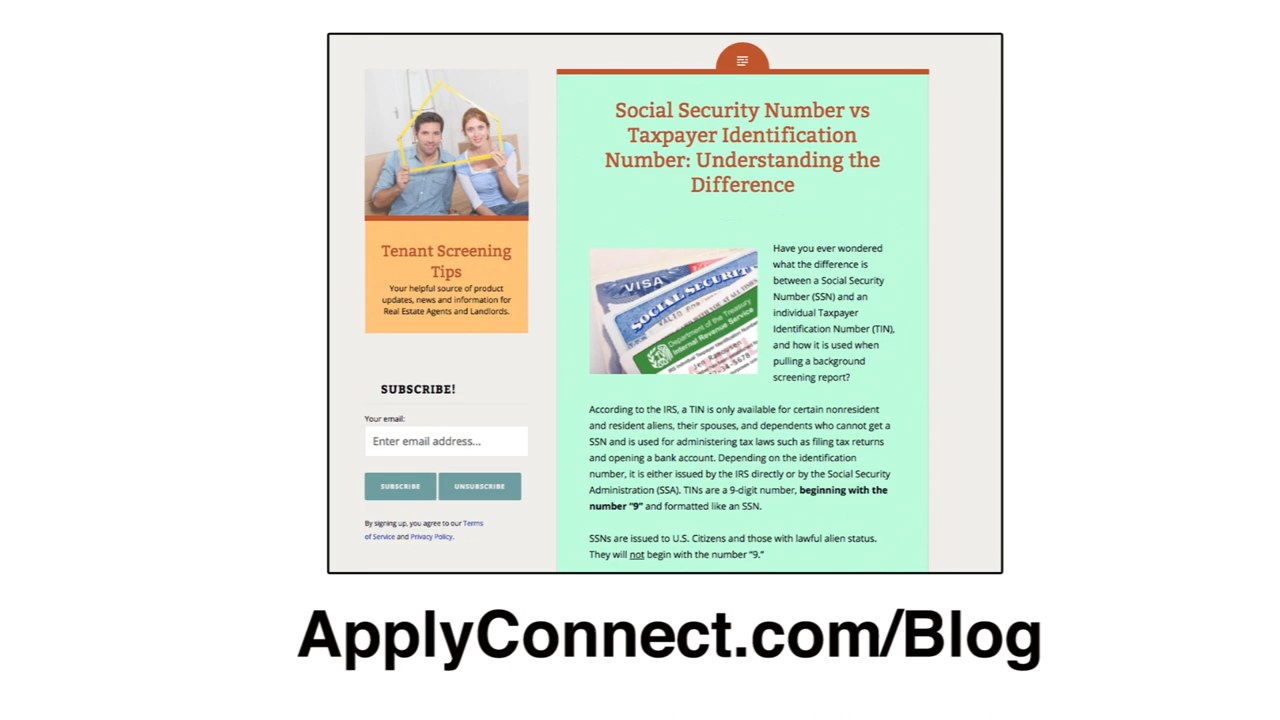 Social Security Number vs
Taxpayer Identification
Number: Understanding the
Difference
Tenant Screening
Tips
Your helpful source of product
updates, news and information for
Real Estate Agents and Landlords.
SUBSCRIBE!
Your email:
Enter email address...
SUBSCRIBE
UNSUBSCRIBE
By signing up, you agree to our Terms
of Service and Privacy Policy.
VISA
SOCIAL SECURITY
Department of the Treasury
Internal Revenue Service
Have you ever wondered
what the difference is
between a Social Security
Number (SSN) and an
individual Taxpayer
Identification Number (TIN),
and how it is used when
pulling a background
screening report?
According to the IRS, a TIN is only available for certain nonresident
and resident aliens, their spouses, and dependents who cannot get a
SSN and is used for administering tax laws such as filing tax returns
and opening a bank account. Depending on the identification
number, it is either issued by the IRS directly or by the Social Security
Administration (SSA). TINs are a 9-digit number, beginning with the
number “9” and formatted like an SSN.
SSNs are issued to U.S. Citizens and those with lawful alien status.
They will not begin with the number “9.”
ApplyConnect.com/Blog